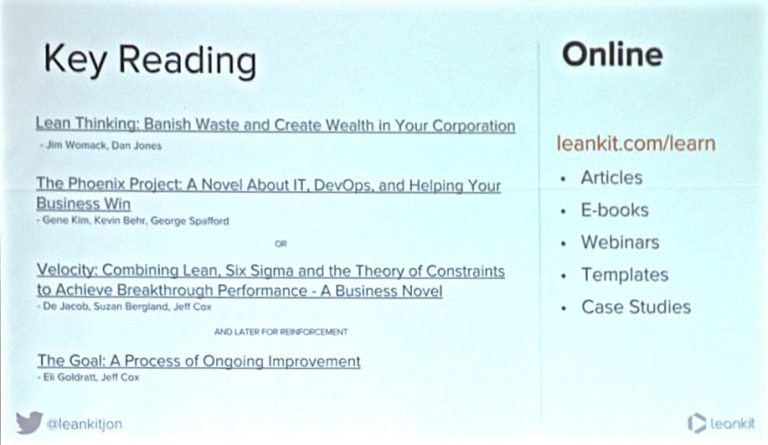 Key Reading
Lean Thinking: Banish Waste and Create Wealth in Your Corporation
- Jim Womack, Dan Jones
The Phoenix Project: A Novel About IT, DevOps, and Helping Your
Business Win
- Gene Kim, Kevin Behr, George Spafford
OR
Velocity: Combining Lean, Six Sigma and the Theory of Constraints
to Achieve Breakthrough Performance - A Business Novel
- De Jacob, Suzan Bergland, Jeff Cox
AND LATER FOR REINFORCEMENT
The Goal: A Process of Ongoing Improvement
- Eli Goldratt, Jeff Cox
@leankitjon
Online
leankit.com/learn
• Articles
• E-books
• Webinars
• Templates
• Case Studies
leankit